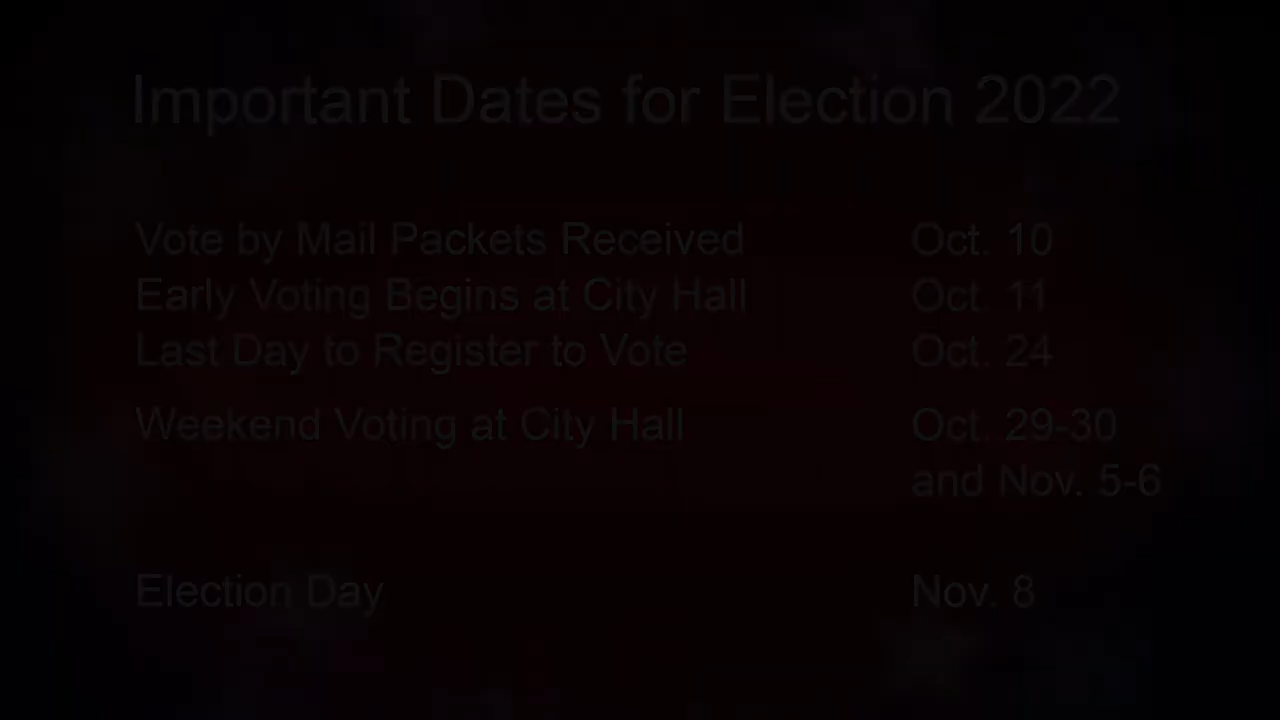 Important Dates for Election 2022
Vote by Mail Packets Received Oct. 10
Early Voting Begins at City Hall Oct. 11
Last Day to Register to Vote Oct. 24
Weekend Voting at City Hall Oct. 29-30
and Nov. 5-6
Election Day Nov. 8